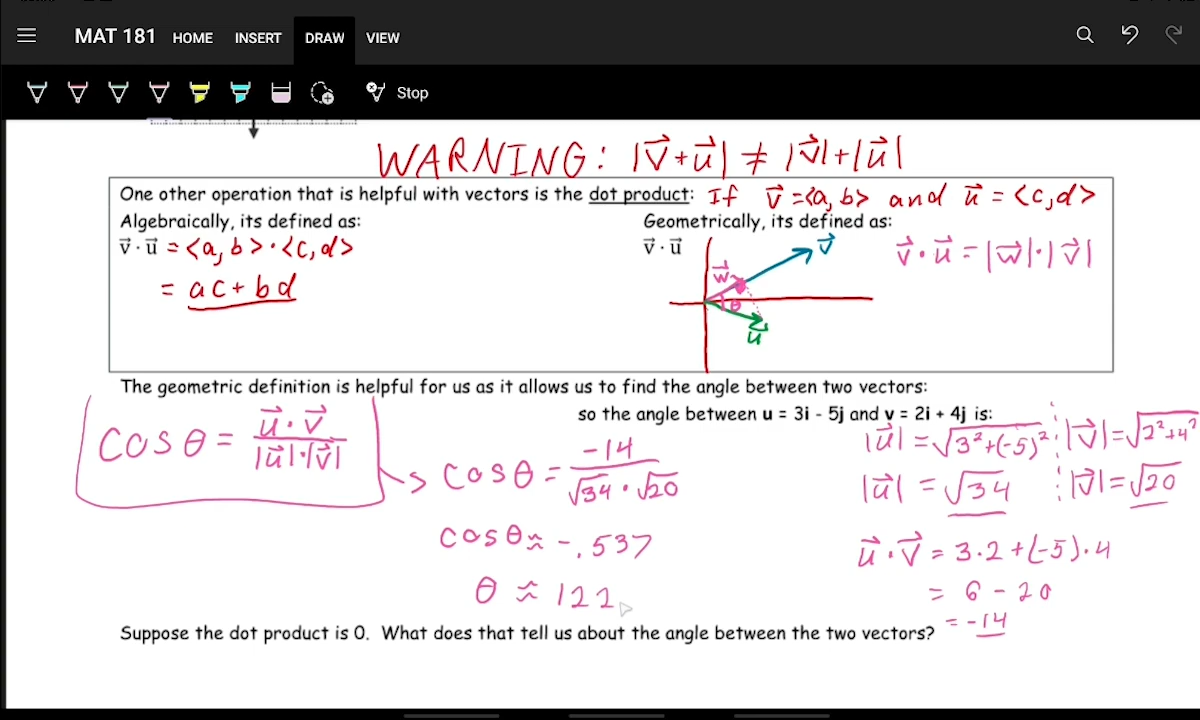 MAT 181 HOME INSERT DRAW VIEW
Stop
WARNING: |v⃗+u⃗| ≠ |v⃗|+|u⃗|
One other operation that is helpful with vectors is the dot product: If v⃗ = <a, b> and u⃗ = <c, d>
Algebraically, its defined as:
v⃗ · u⃗ = <a, b> · <c, d>
= ac + bd
Geometrically, its defined as:
v⃗ · u⃗
v⃗
w⃗
θ
u⃗
v⃗ · u⃗ = |w⃗| · |v⃗|
The geometric definition is helpful for us as it allows us to find the angle between two vectors:
so the angle between u = 3i - 5j and v = 2i + 4j is:
cos θ = u⃗ · v⃗ / |u⃗| · |v⃗|
cos θ = -14 / √34 · √20
cos θ ≈ -.537
θ ≈ 122
|u⃗| = √3²+(-5)² |v⃗| = √2²+4²
|u⃗| = √34 |v⃗| = √20
u⃗ · v⃗ = 3·2 + (-5)·4
= 6 - 20
= -14
Suppose the dot product is 0. What does that tell us about the angle between the two vectors?